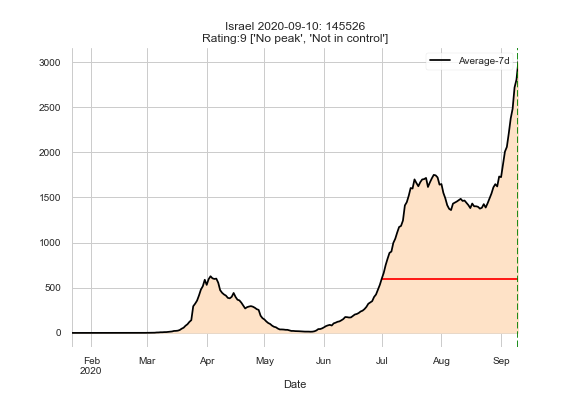 Israel 2020-09-10: 145526
Rating:9 ['No peak', 'Not in control']
Average-7d
3000
2500
2000
1500
1000
500
0
Feb Mar Apr May Jun Jul Aug Sep
2020
Date